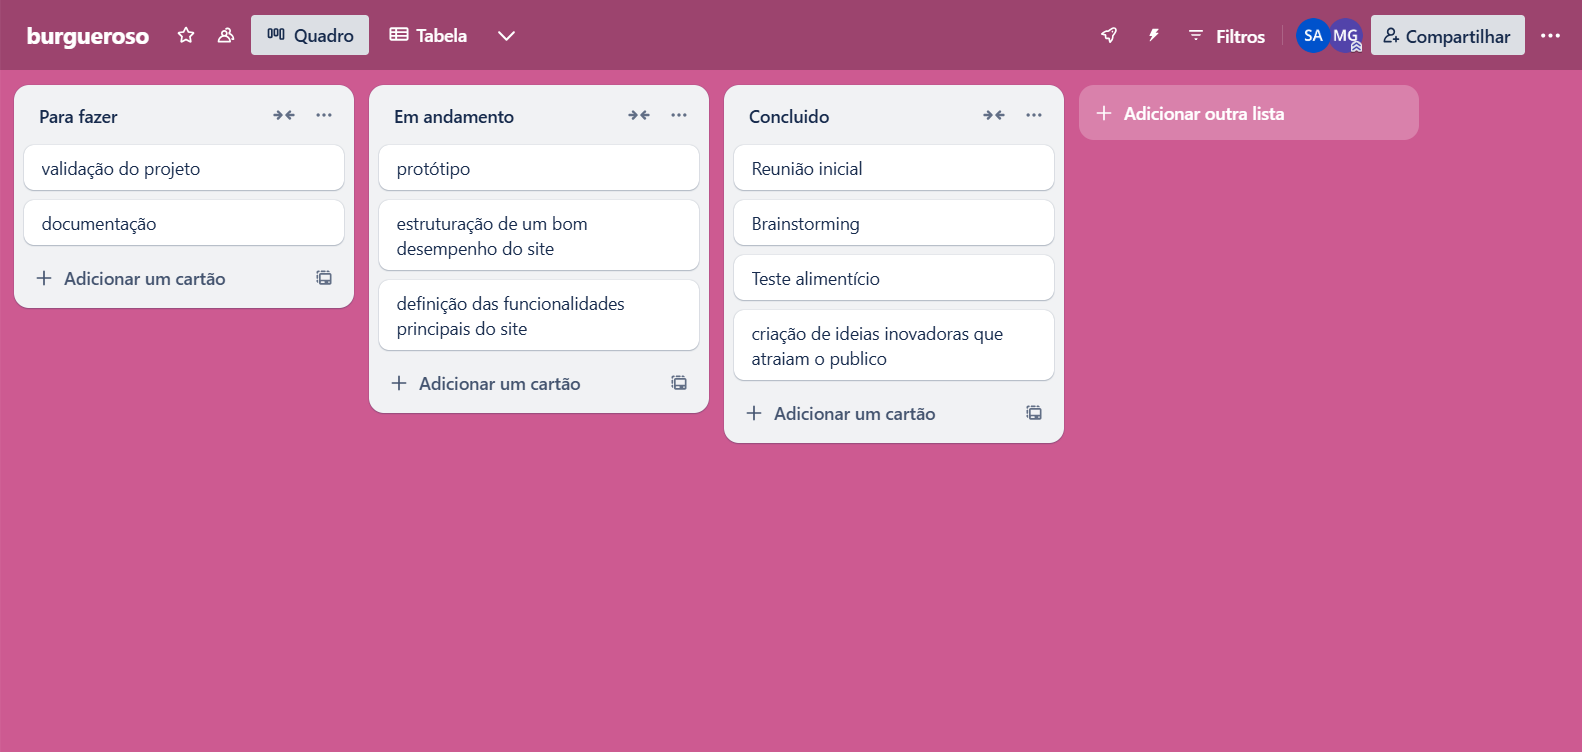 burgueroso
Quadro
Tabela
Filtros
SA
MG
Compartilhar
Para fazer
validação do projeto
documentação
Adicionar um cartão
Em andamento
protótipo
estruturação de um bom
desempenho do site
definição das funcionalidades
principais do site
Adicionar um cartão
Concluido
Reunião inicial
Brainstorming
Teste alimentício
criação de ideias inovadoras que
atraiam o publico
Adicionar um cartão
Adicionar outra lista